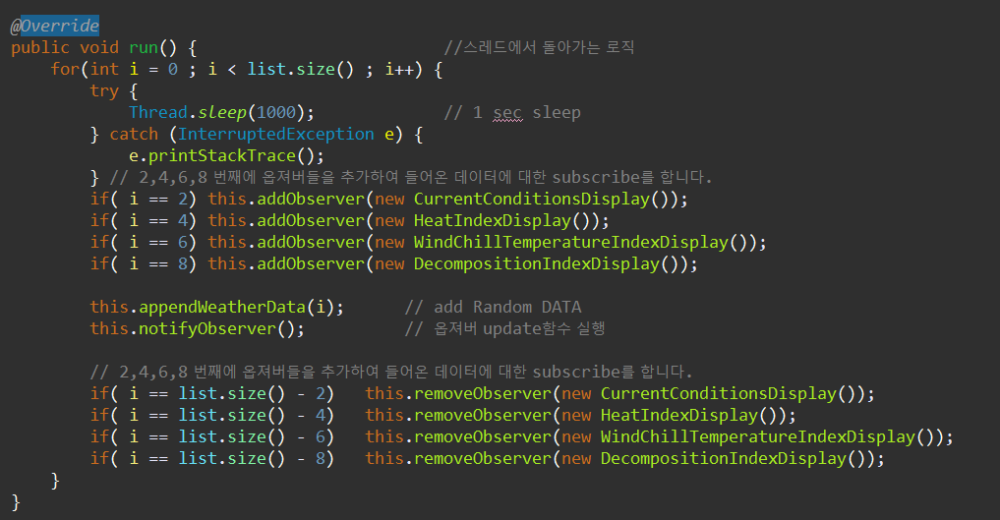 @Override
public void run() { //스레드에서 돌아가는 로직
for(int i = 0 ; i < list.size() ; i++) {
try {
Thread.sleep(1000); // 1 sec sleep
} catch (InterruptedException e) {
e.printStackTrace();
} // 2,4,6,8 번째에 옵져버들을 추가하여 들어온 데이터에 대한 subscribe를 합니다.
if( i == 2) this.addObserver(new CurrentConditionsDisplay());
if( i == 4) this.addObserver(new HeatIndexDisplay());
if( i == 6) this.addObserver(new WindChillTemperatureIndexDisplay());
if( i == 8) this.addObserver(new DecompositionIndexDisplay());
this.appendWeatherData(i); // add Random DATA
this.notifyObserver(); // 옵져버 update함수 실행
// 2,4,6,8 번째에 옵져버들을 추가하여 들어온 데이터에 대한 subscribe를 합니다.
if( i == list.size() - 2) this.removeObserver(new CurrentConditionsDisplay());
if( i == list.size() - 4) this.removeObserver(new HeatIndexDisplay());
if( i == list.size() - 6) this.removeObserver(new WindChillTemperatureIndexDisplay());
if( i == list.size() - 8) this.removeObserver(new DecompositionIndexDisplay());
}
}